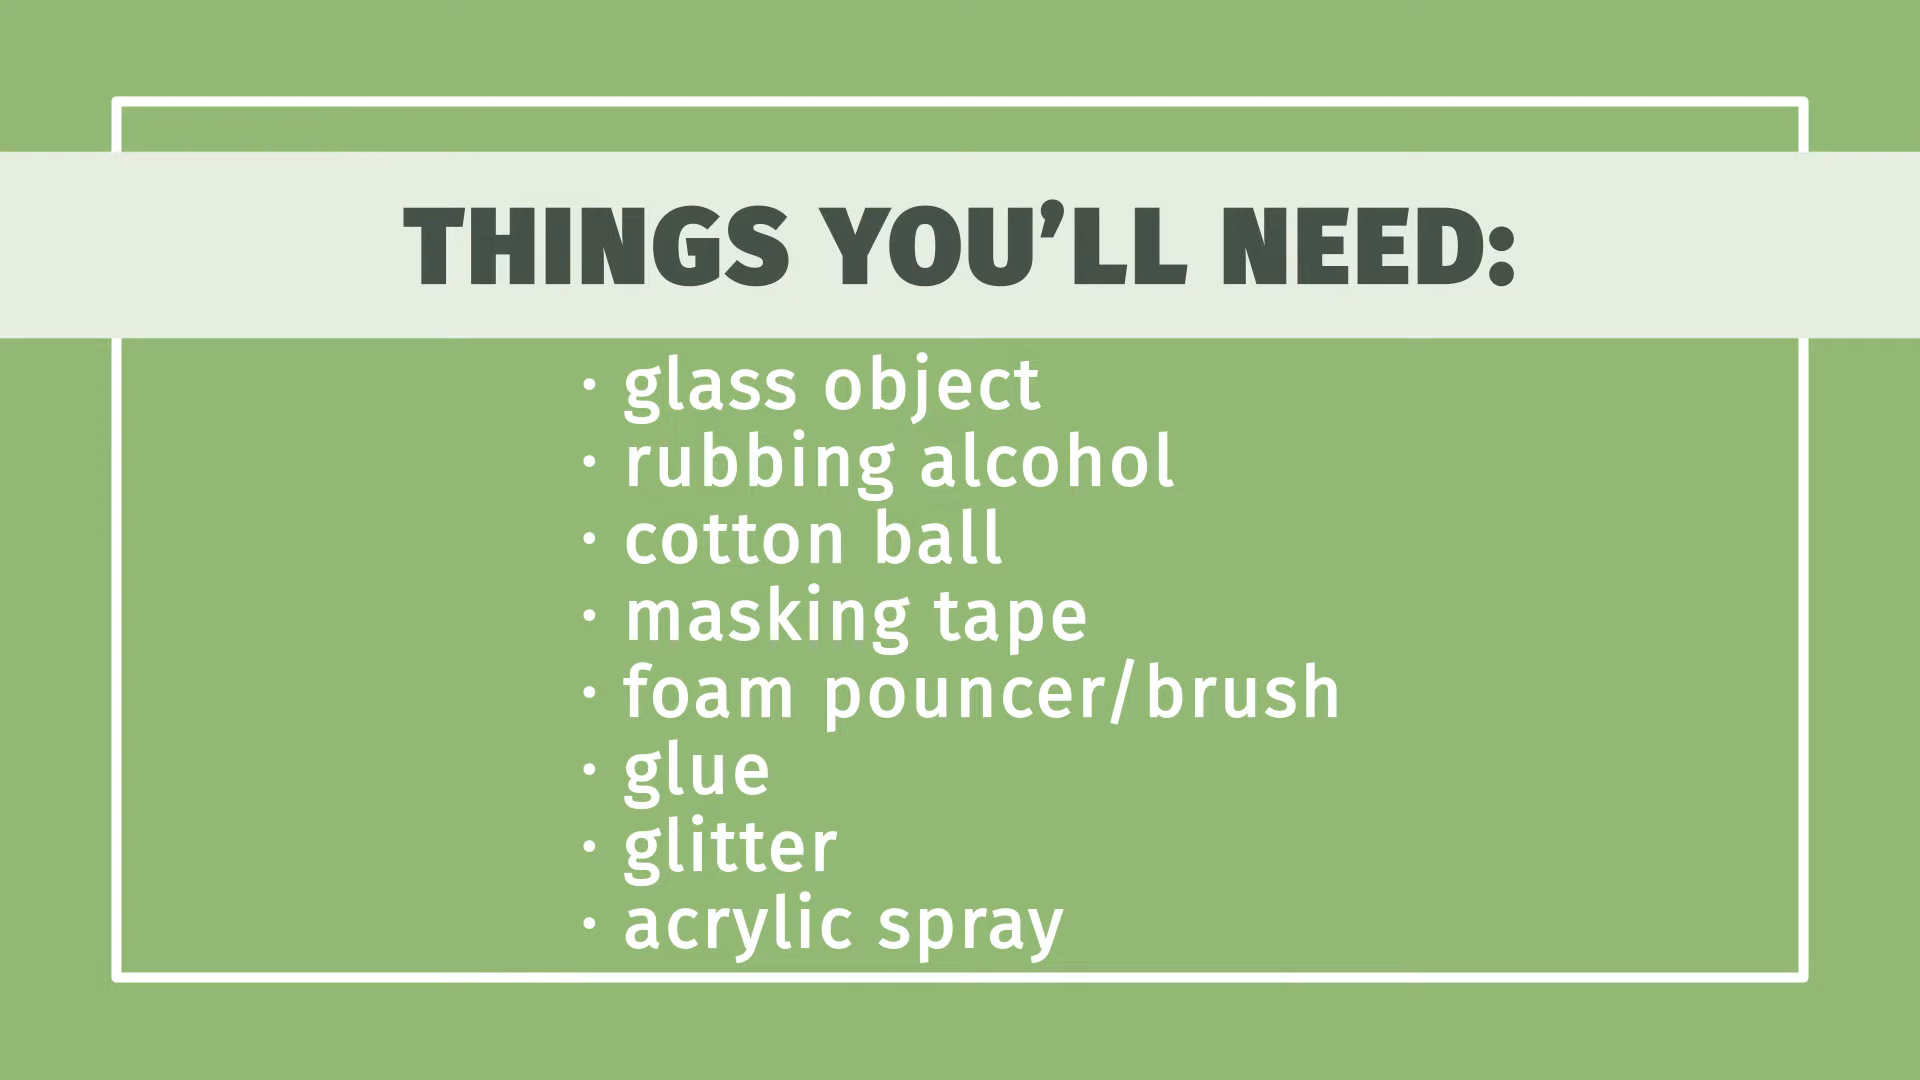 THINGS YOU’LL NEED:
· glass object
· rubbing alcohol
· cotton ball
· masking tape
· foam pouncer/brush
· glue
· glitter
· acrylic spray